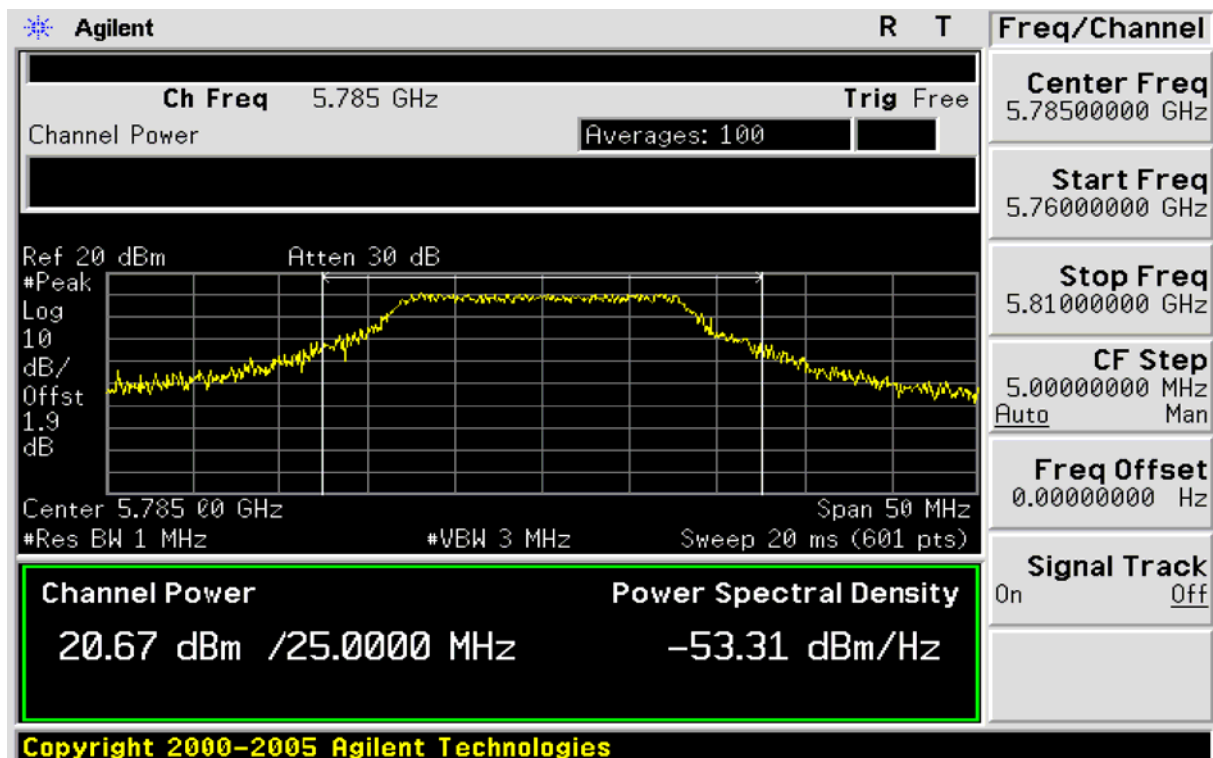 Agilent R T
Ch Freq 5.785 GHz Trig Free
Channel Power Averages: 100
Ref 20 dBm Atten 30 dB
#Peak
Log
10
dB/
Offst
1.9
dB
Center 5.785 00 GHz Span 50 MHz
#Res BW 1 MHz #VBW 3 MHz Sweep 20 ms (601 pts)
Channel Power Power Spectral Density
20.67 dBm /25.0000 MHz -53.31 dBm/Hz
Copyright 2000-2005 Agilent Technologies
Freq/Channel
Center Freq
5.78500000 GHz
Start Freq
5.76000000 GHz
Stop Freq
5.81000000 GHz
CF Step
5.00000000 MHz
Auto Man
Freq Offset
0.00000000 Hz
Signal Track
On Off